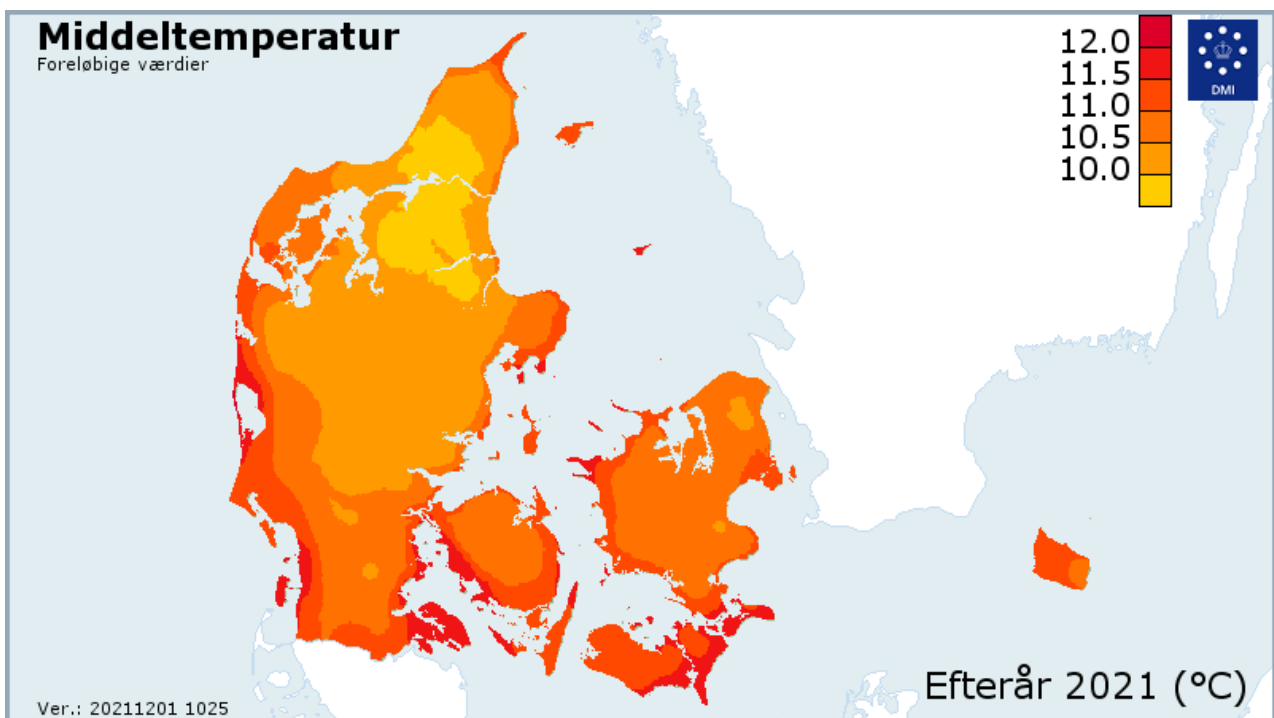 Middeltemperatur
Foreløbige værdier
12.0
11.5
11.0
10.5
10.0
DMI
Efterår 2021 (°C)
Ver.: 20211201 1025